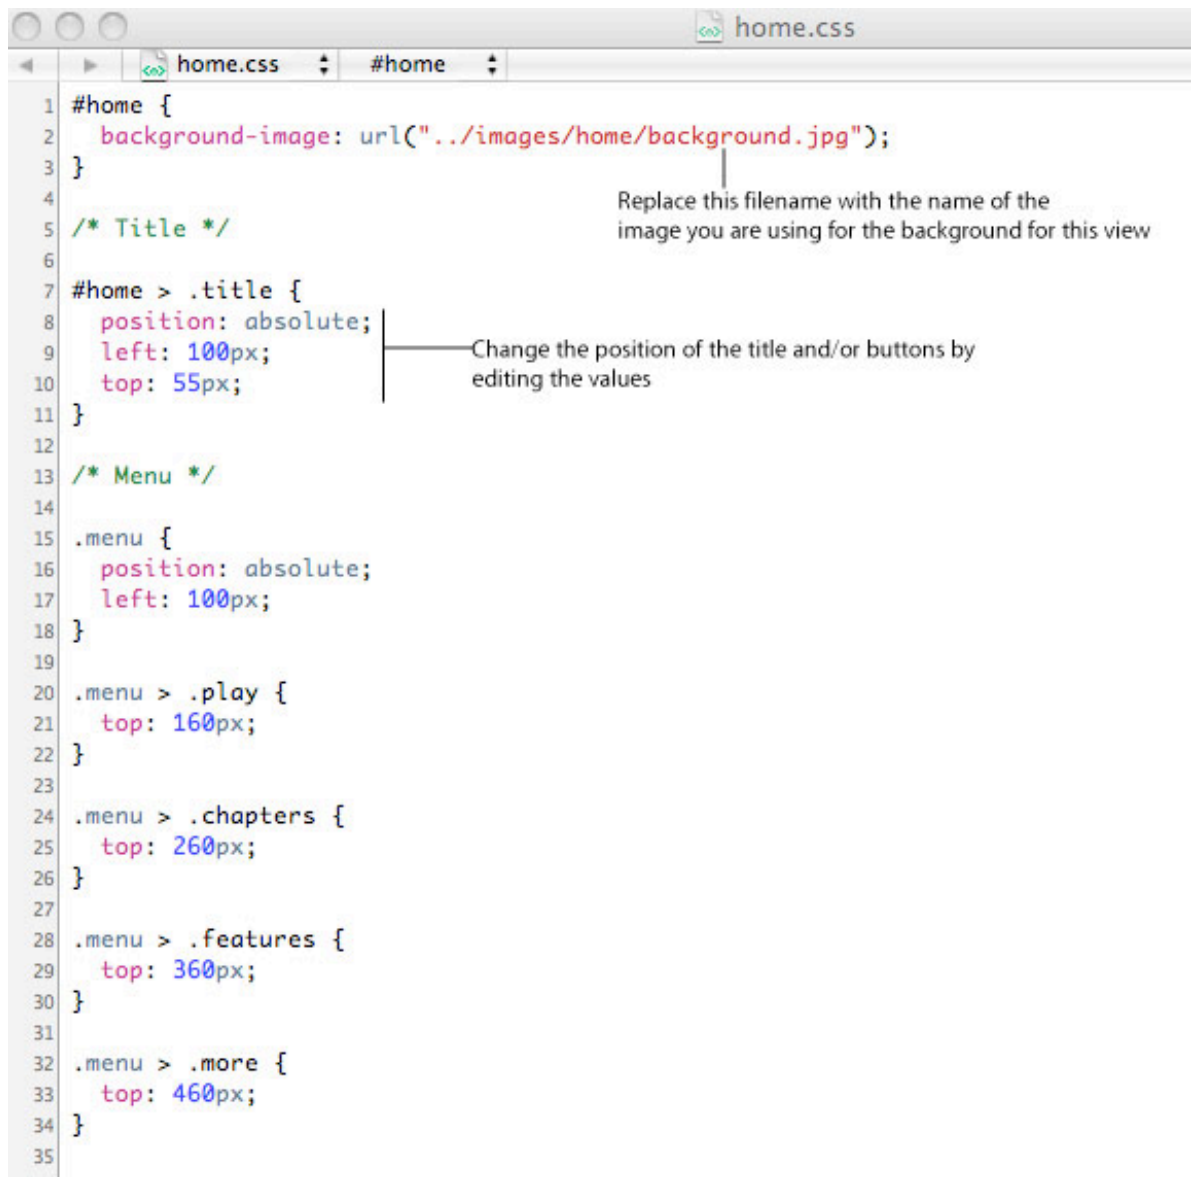 home.css
home.css #home
1 #home {
2 background-image: url("../images/home/background.jpg");
3 }
4
Replace this filename with the name of the
5 /* Title */
image you are using for the background for this view
6
7 #home > .title {
8 position: absolute;
9 left: 100px;
Change the position of the title and/or buttons by
10 top: 55px;
editing the values
11 }
12
13 /* Menu */
14
15 .menu {
16 position: absolute;
17 left: 100px;
18 }
19
20 .menu > .play {
21 top: 160px;
22 }
23
24 .menu > .chapters {
25 top: 260px;
26 }
27
28 .menu > .features {
29 top: 360px;
30 }
31
32 .menu > .more {
33 top: 460px;
34 }
35